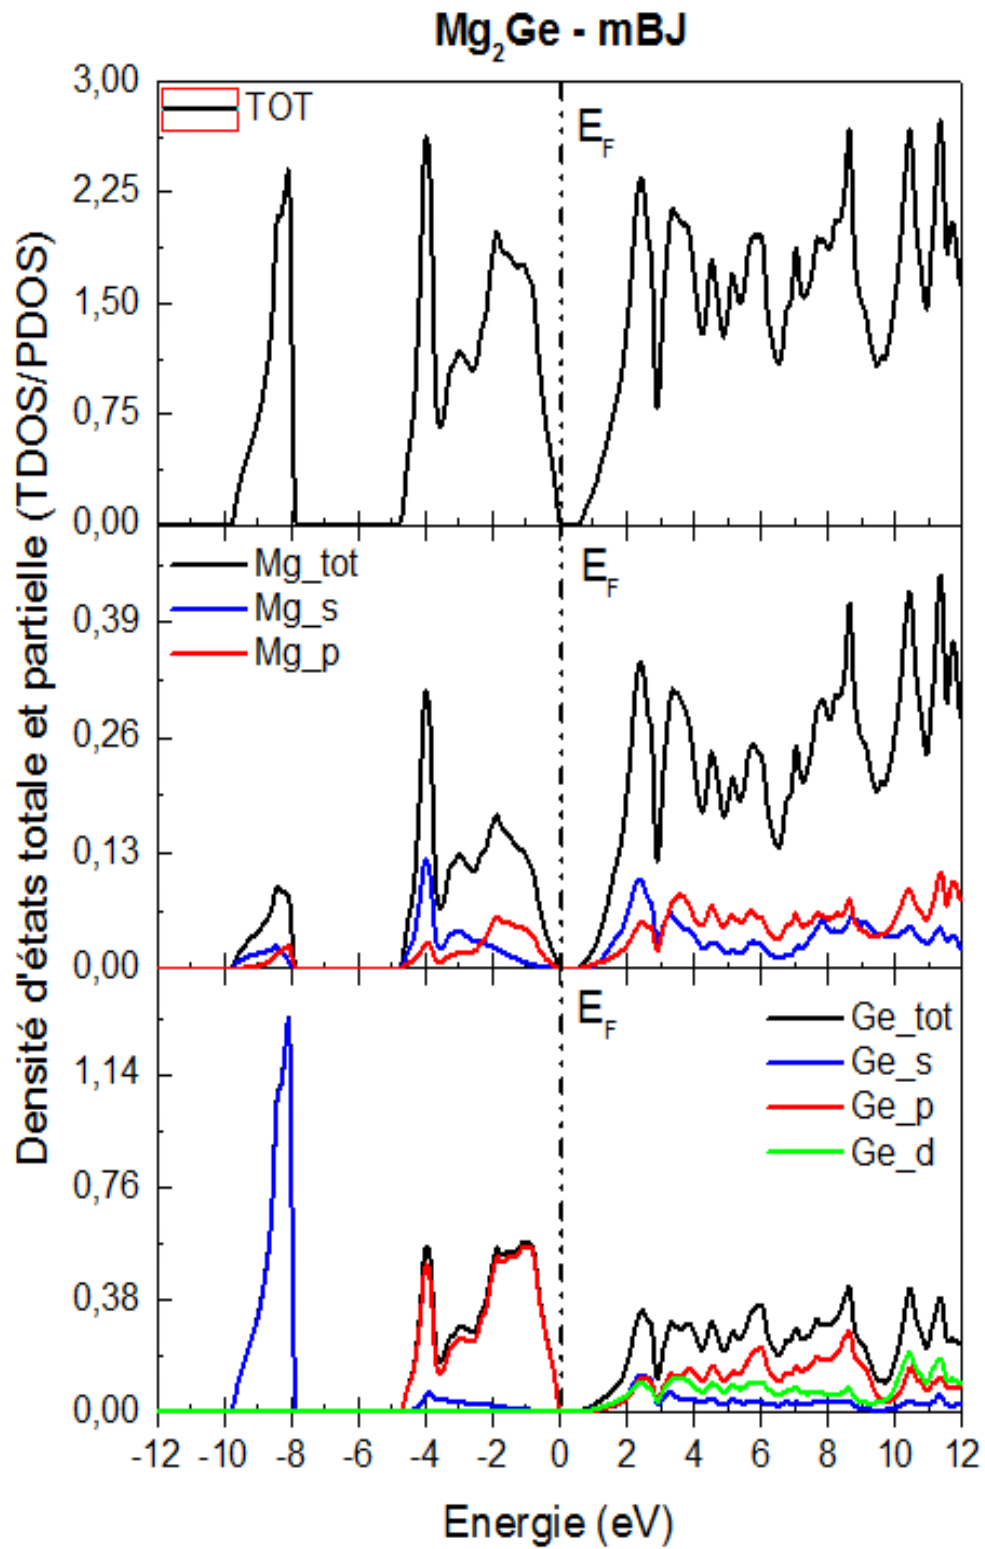 Mg₂Ge - mBJ
Densité d'états totale et partielle (TDOS/PDOS)
3,00
2,25
1,50
0,75
0,00
TOT
E_F
0,39
0,26
0,13
0,00
Mg_tot
Mg_s
Mg_p
E_F
1,14
0,76
0,38
0,00
E_F
Ge_tot
Ge_s
Ge_p
Ge_d
-12 -10 -8 -6 -4 -2 0 2 4 6 8 10 12
Energie (eV)